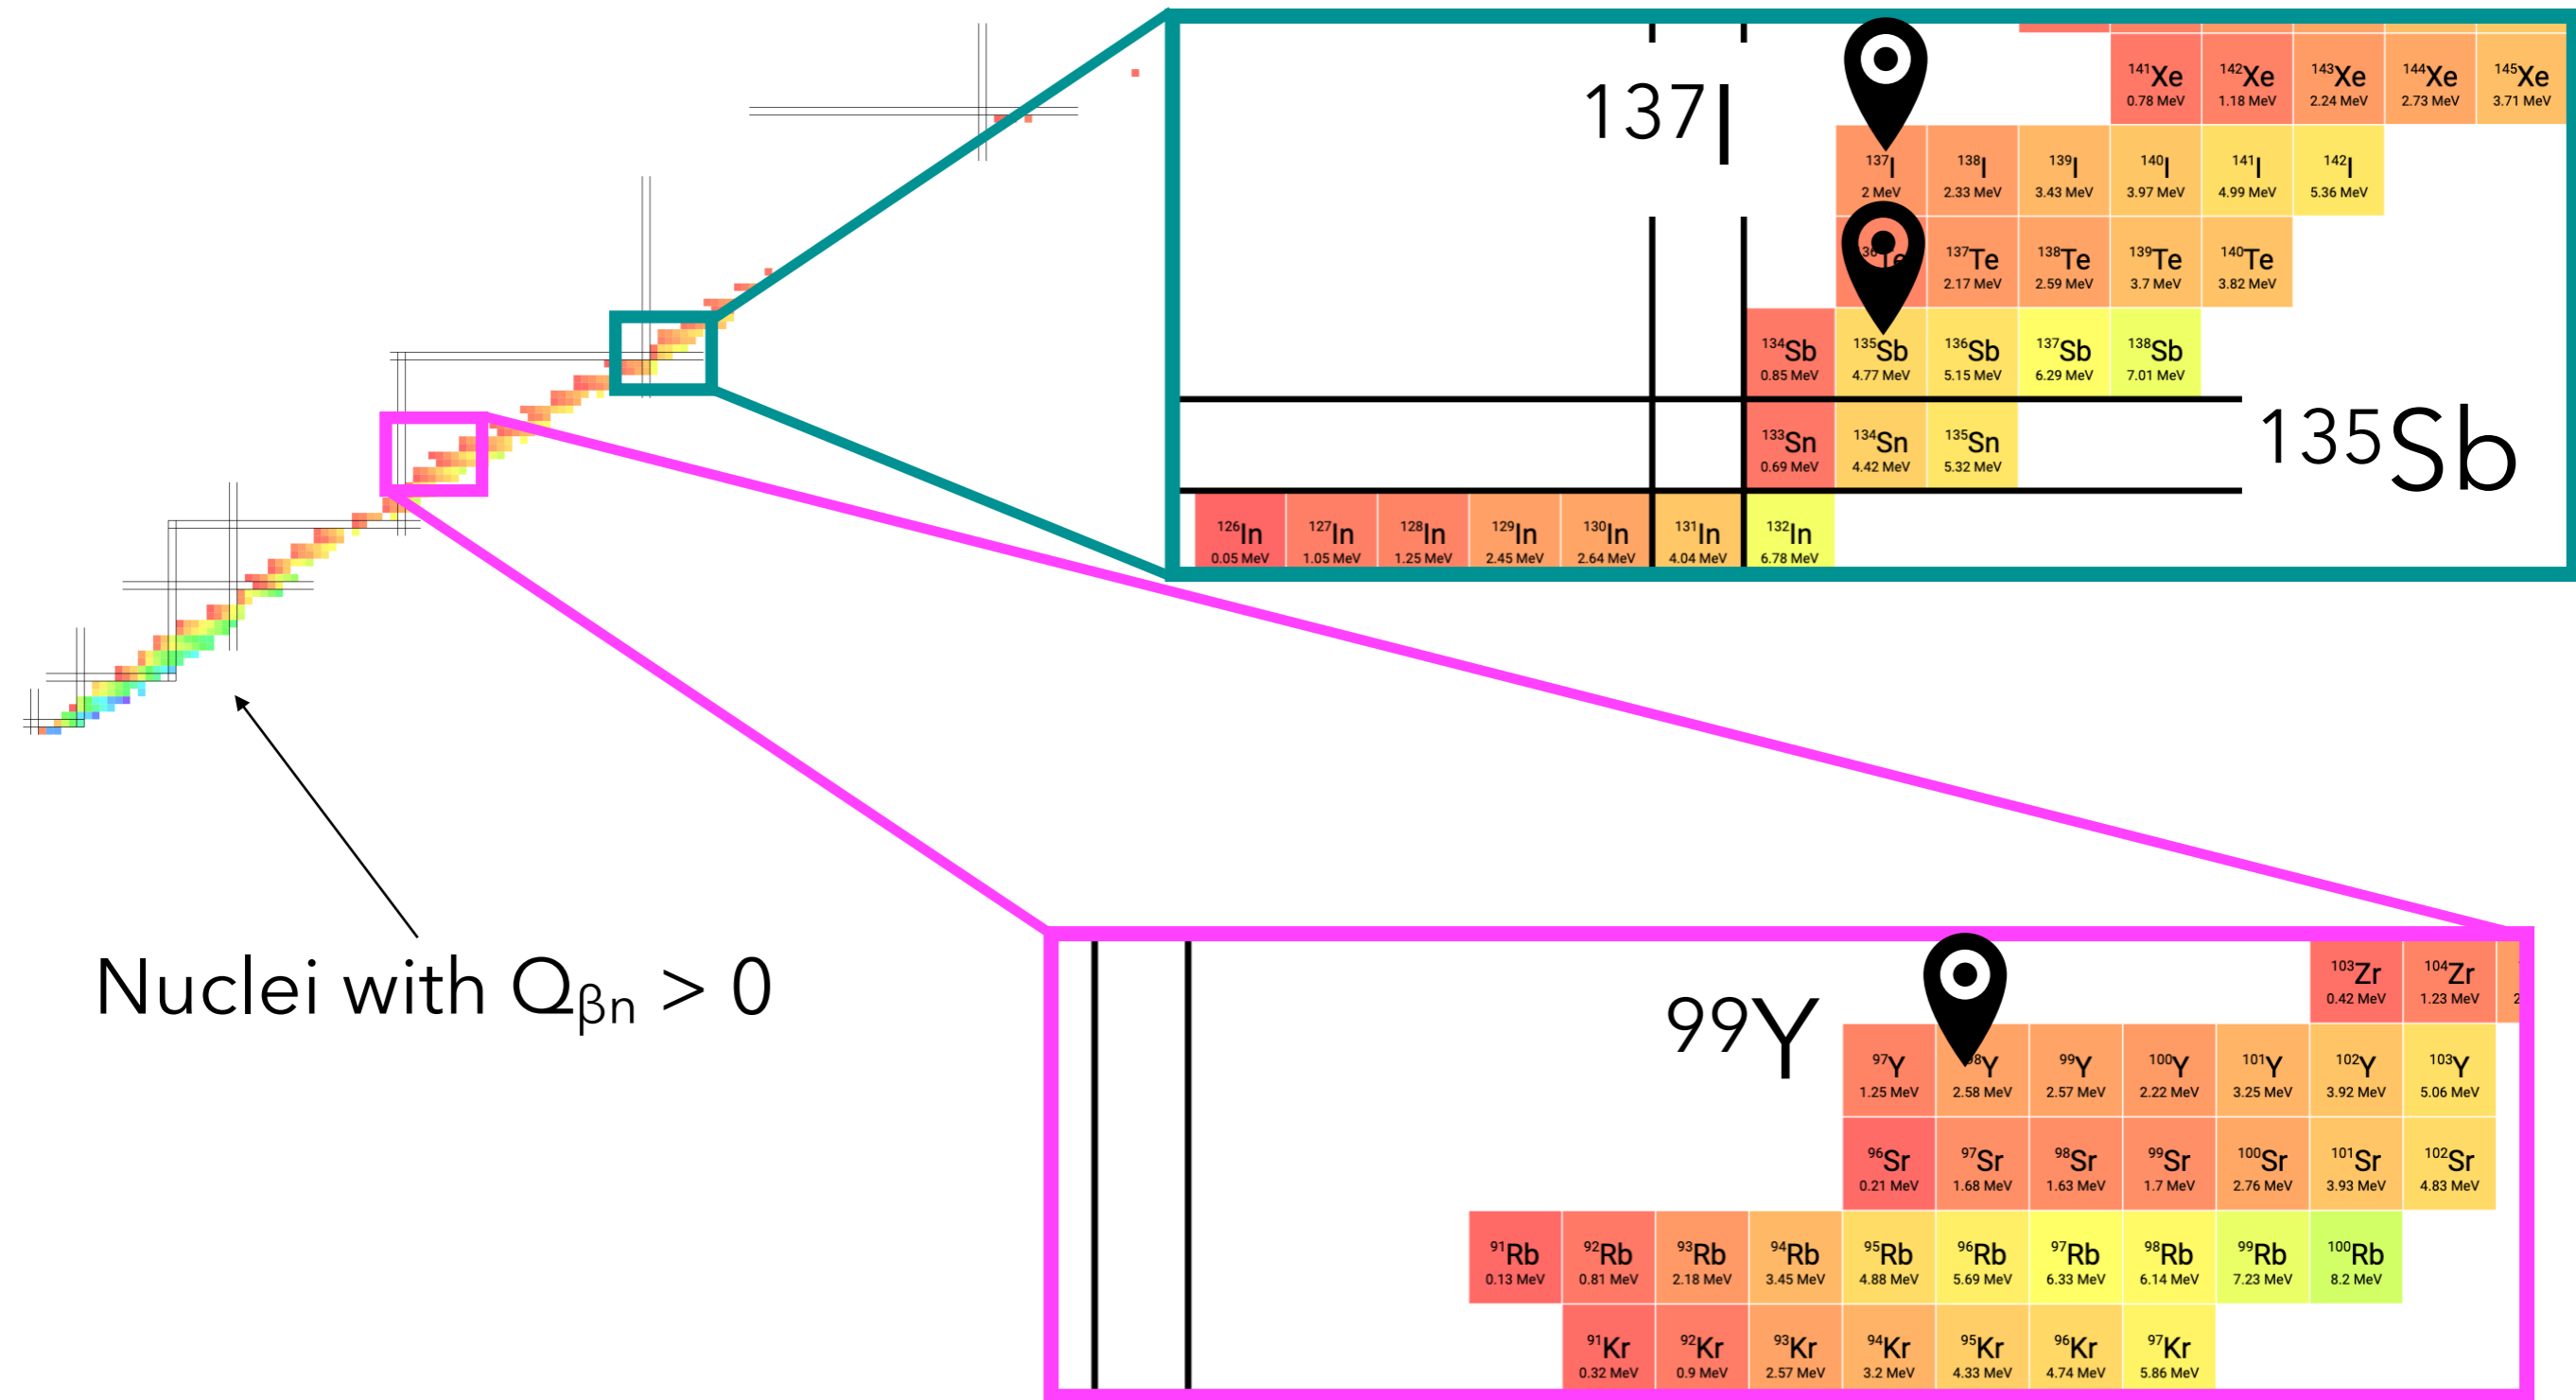 ¹⁴¹Xe ¹⁴²Xe ¹⁴³Xe ¹⁴⁴Xe ¹⁴⁵Xe
0.78 MeV 1.18 MeV 2.24 MeV 2.73 MeV 3.71 MeV
¹³⁷I
¹³⁷I ¹³⁸I ¹³⁹I ¹⁴⁰I ¹⁴¹I ¹⁴²I
2 MeV 2.33 MeV 3.43 MeV 3.97 MeV 4.99 MeV 5.36 MeV
¹³⁷Te ¹³⁸Te ¹³⁹Te ¹⁴⁰Te
2.17 MeV 2.59 MeV 3.7 MeV 3.82 MeV
¹³⁴Sb ¹³⁵Sb ¹³⁶Sb ¹³⁷Sb ¹³⁸Sb
0.85 MeV 4.77 MeV 5.15 MeV 6.29 MeV 7.01 MeV
¹³⁵Sb
¹³³Sn ¹³⁴Sn ¹³⁵Sn
0.69 MeV 4.42 MeV 5.32 MeV
¹²⁶In ¹²⁷In ¹²⁸In ¹²⁹In ¹³⁰In ¹³¹In ¹³²In
0.05 MeV 1.05 MeV 1.25 MeV 2.45 MeV 2.64 MeV 4.04 MeV 6.78 MeV
Nuclei with Qβn > 0
¹⁰³Zr ¹⁰⁴Zr
0.42 MeV 1.23 MeV
⁹⁹Y
⁹⁷Y ⁹⁸Y ⁹⁹Y ¹⁰⁰Y ¹⁰¹Y ¹⁰²Y ¹⁰³Y
1.25 MeV 2.58 MeV 2.57 MeV 2.22 MeV 3.25 MeV 3.92 MeV 5.06 MeV
⁹⁶Sr ⁹⁷Sr ⁹⁸Sr ⁹⁹Sr ¹⁰⁰Sr ¹⁰¹Sr ¹⁰²Sr
0.21 MeV 1.68 MeV 1.63 MeV 1.7 MeV 2.76 MeV 3.93 MeV 4.83 MeV
⁹¹Rb ⁹²Rb ⁹³Rb ⁹⁴Rb ⁹⁵Rb ⁹⁶Rb ⁹⁷Rb ⁹⁸Rb ⁹⁹Rb ¹⁰⁰Rb
0.13 MeV 0.81 MeV 2.18 MeV 3.45 MeV 4.88 MeV 5.69 MeV 6.33 MeV 6.14 MeV 7.23 MeV 8.2 MeV
⁹¹Kr ⁹²Kr ⁹³Kr ⁹⁴Kr ⁹⁵Kr ⁹⁶Kr ⁹⁷Kr
0.32 MeV 0.9 MeV 2.57 MeV 3.2 MeV 4.33 MeV 4.74 MeV 5.86 MeV